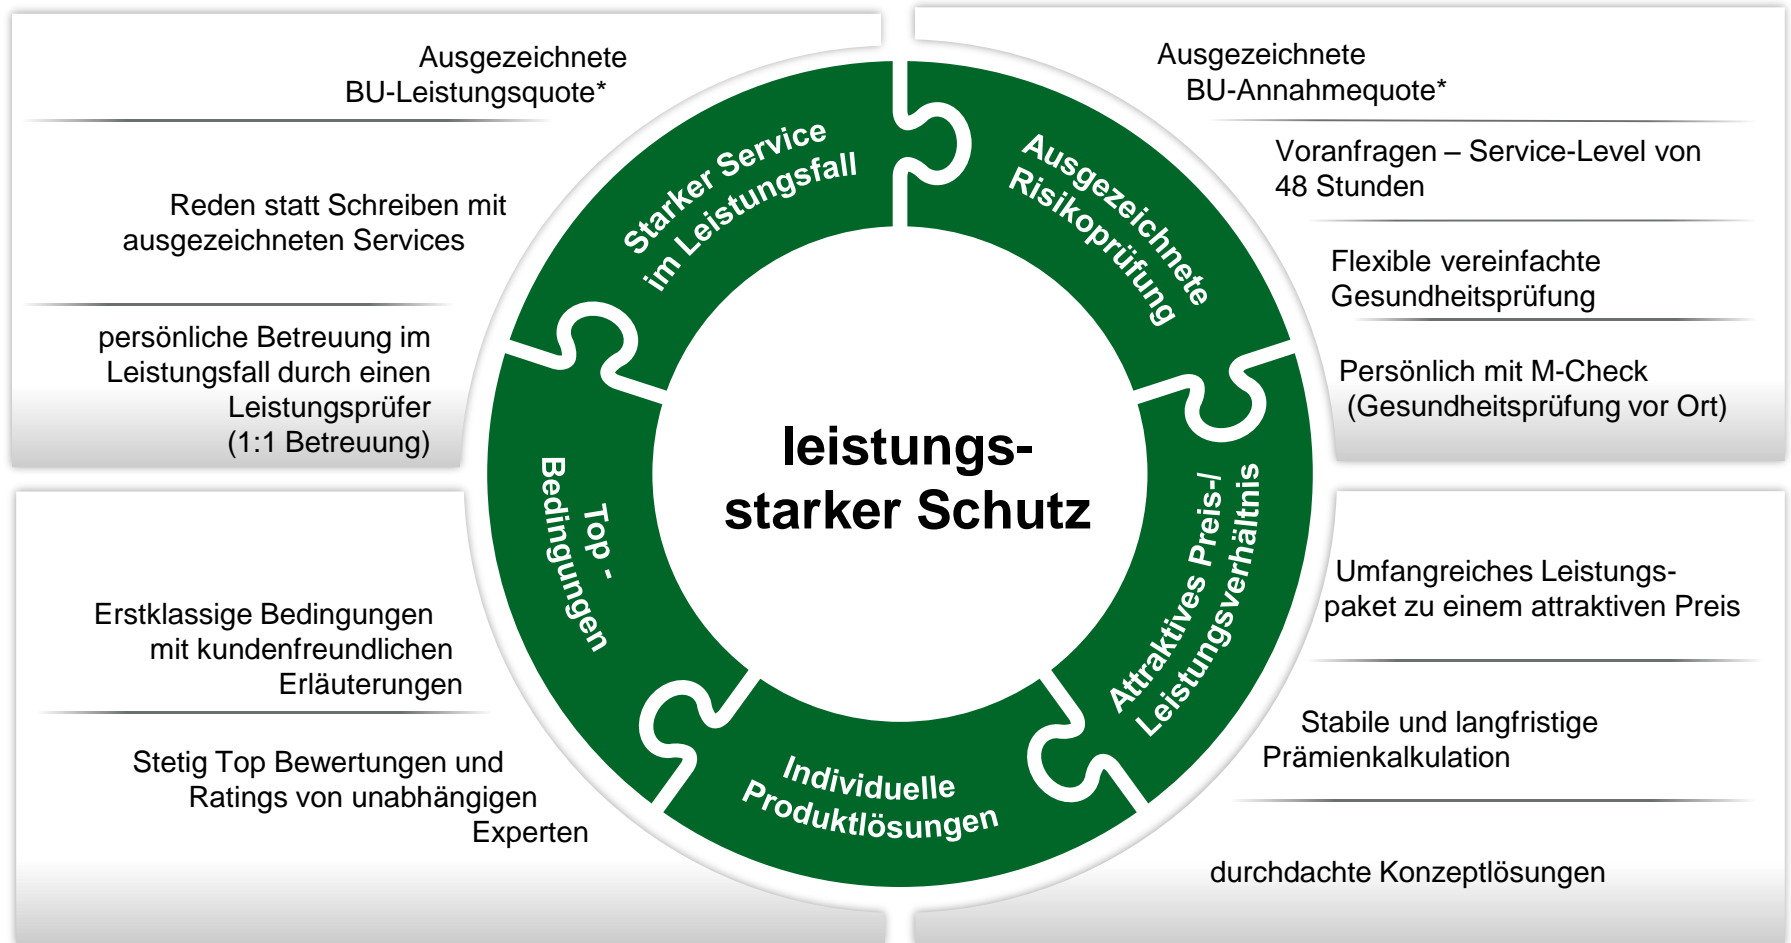 Ausgezeichnete
BU-Leistungsquote*
Reden statt Schreiben mit
ausgezeichneten Services
persönliche Betreuung im
Leistungsfall durch einen
Leistungsprüfer
(1:1 Betreuung)
Ausgezeichnete
BU-Annahmequote*
Voranfragen – Service-Level von
48 Stunden
Flexible vereinfachte
Gesundheitsprüfung
Persönlich mit M-Check
(Gesundheitsprüfung vor Ort)
Starker Service
im Leistungsfall
Ausgezeichnete
Risikoprüfung
Attraktives Preis-/
Leistungsverhältnis
Individuelle
Produktlösungen
Top -
Bedingungen
leistungs-
starker Schutz
Erstklassige Bedingungen
mit kundenfreundlichen
Erläuterungen
Stetig Top Bewertungen und
Ratings von unabhängigen
Experten
Umfangreiches Leistungs-
paket zu einem attraktiven Preis
Stabile und langfristige
Prämienkalkulation
durchdachte Konzeptlösungen